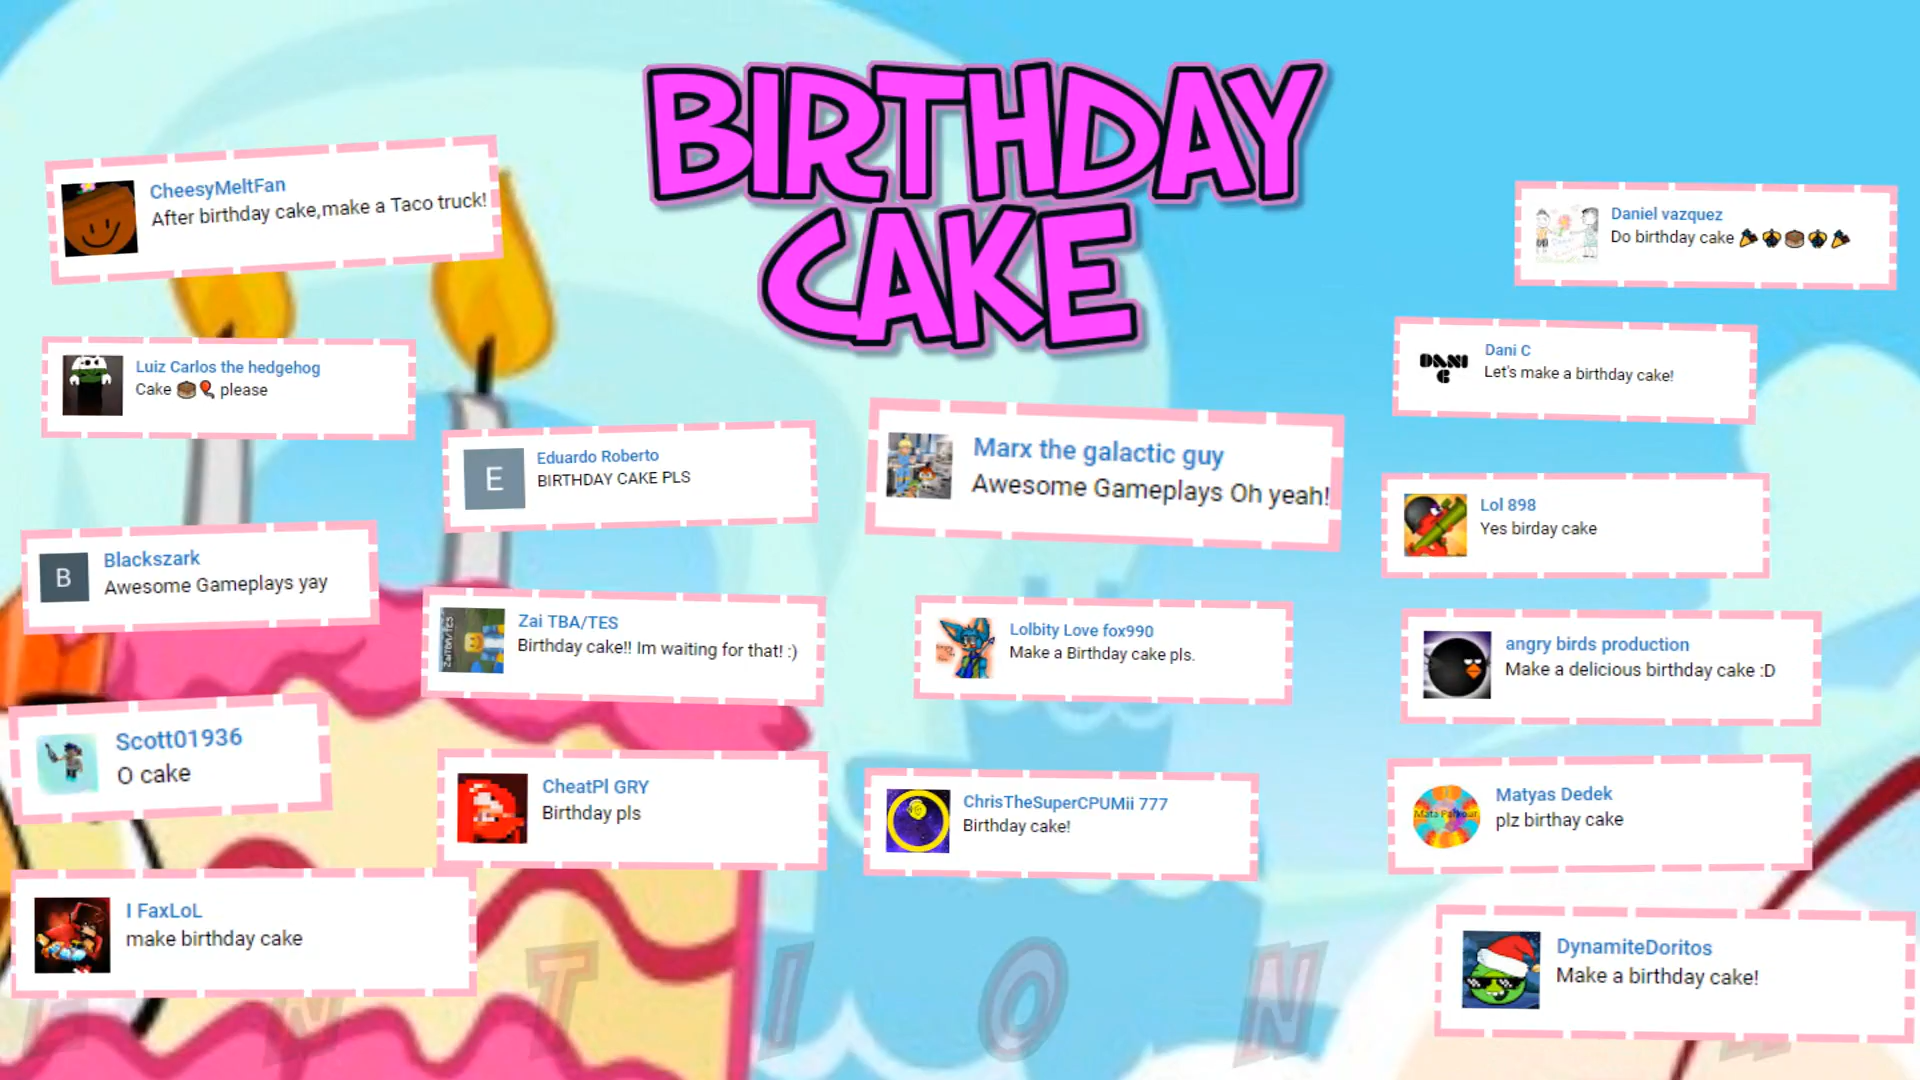 BIRTHDAY
CAKE
CheesyMeltFan
After birthday cake,make a Taco truck!
Daniel vazquez
Do birthday cake
Luiz Carlos the hedgehog
Cake please
DANI
C
Dani C
Let's make a birthday cake!
E
Eduardo Roberto
BIRTHDAY CAKE PLS
Marx the galactic guy
Awesome Gameplays Oh yeah!
Lol 898
Yes birday cake
B
Blackszark
Awesome Gameplays yay
ZaiTBA/TES
Zai TBA/TES
Birthday cake!! Im waiting for that! :)
Lolbity Love fox990
Make a Birthday cake pls.
angry birds production
Make a delicious birthday cake :D
Scott01936
O cake
CheatPl GRY
Birthday pls
ChrisTheSuperCPUMii 777
Birthday cake!
Matyas Dedek
plz birthay cake
I FaxLoL
make birthday cake
DynamiteDoritos
Make a birthday cake!
N T I O N